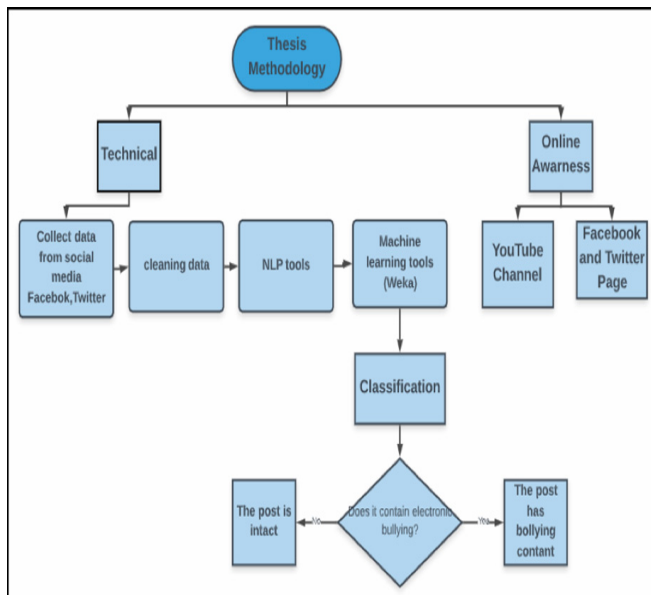 Thesis
Methodology
Technical
Online
Awarness
Collect data
from social
media
Facebok,Twitter
cleaning data
NLP tools
Machine
learning tools
(Weka)
YouTube
Channel
Facebook
and Twitter
Page
Classification
Does it contain electronic
bullying?
No
Yes
The post is
intact
The post
has
bollying
contant